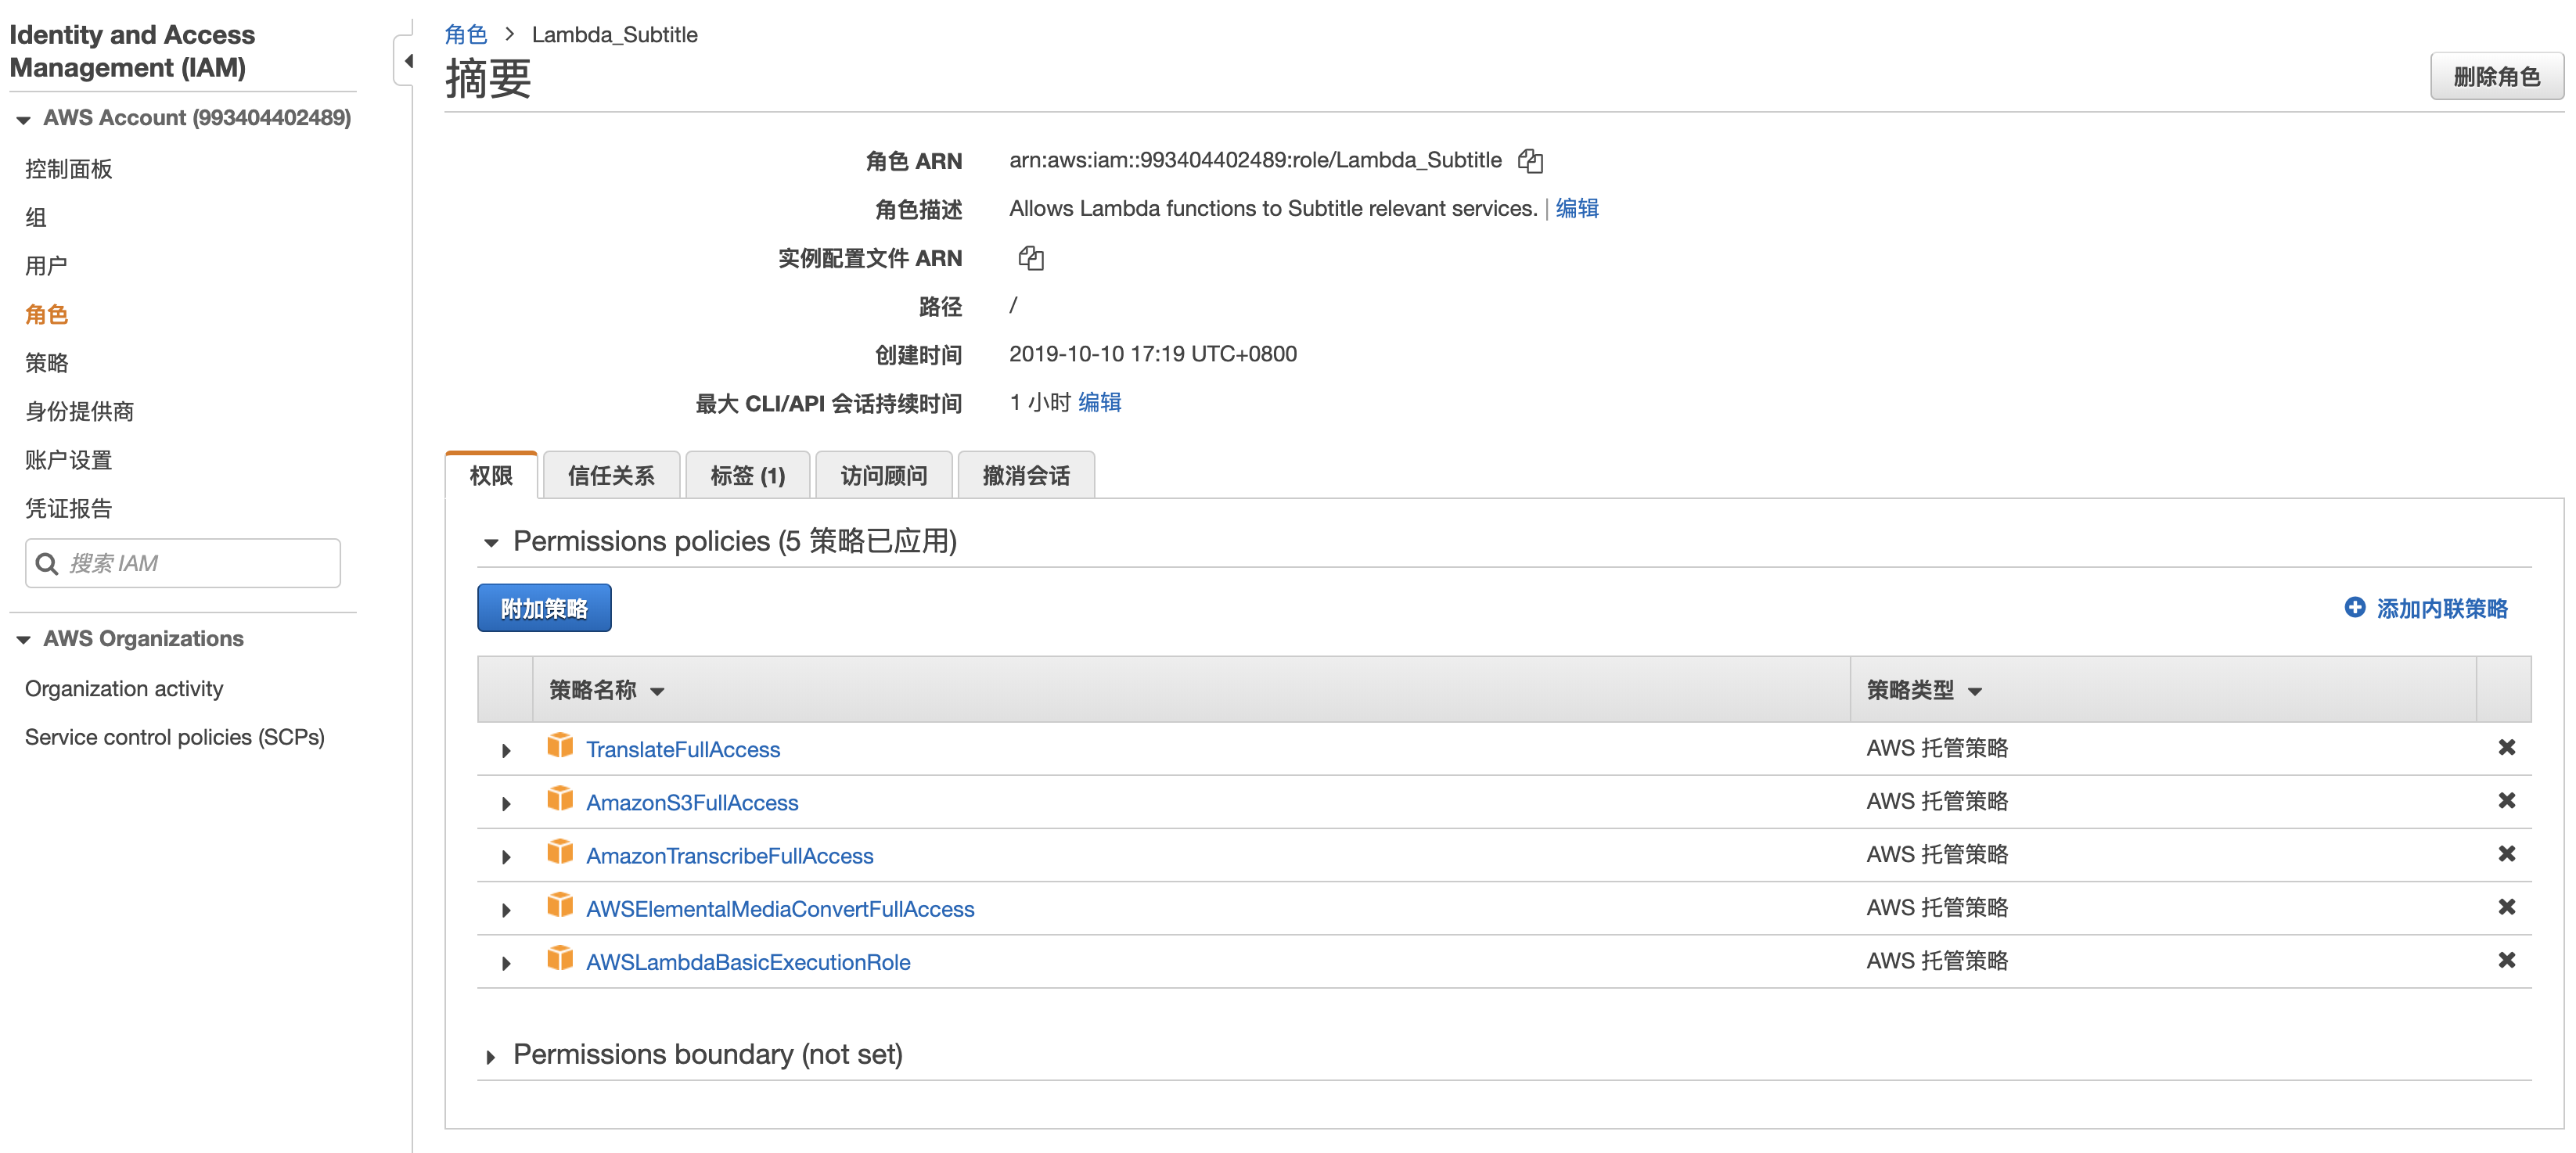 Identity and Access
Management (IAM)
AWS Account (993404402489)
控制面板
组
用户
角色
策略
身份提供商
账户设置
凭证报告
搜索 IAM
AWS Organizations
Organization activity
Service control policies (SCPs)
角色 > Lambda_Subtitle
摘要
删除角色
角色 ARN arn:aws:iam::993404402489:role/Lambda_Subtitle
角色描述 Allows Lambda functions to Subtitle relevant services. | 编辑
实例配置文件 ARN
路径 /
创建时间 2019-10-10 17:19 UTC+0800
最大 CLI/API 会话持续时间 1 小时 编辑
权限 信任关系 标签 (1) 访问顾问 撤消会话
Permissions policies (5 策略已应用)
附加策略 添加内联策略
策略名称 策略类型
TranslateFullAccess AWS 托管策略
AmazonS3FullAccess AWS 托管策略
AmazonTranscribeFullAccess AWS 托管策略
AWSElementalMediaConvertFullAccess AWS 托管策略
AWSLambdaBasicExecutionRole AWS 托管策略
Permissions boundary (not set)